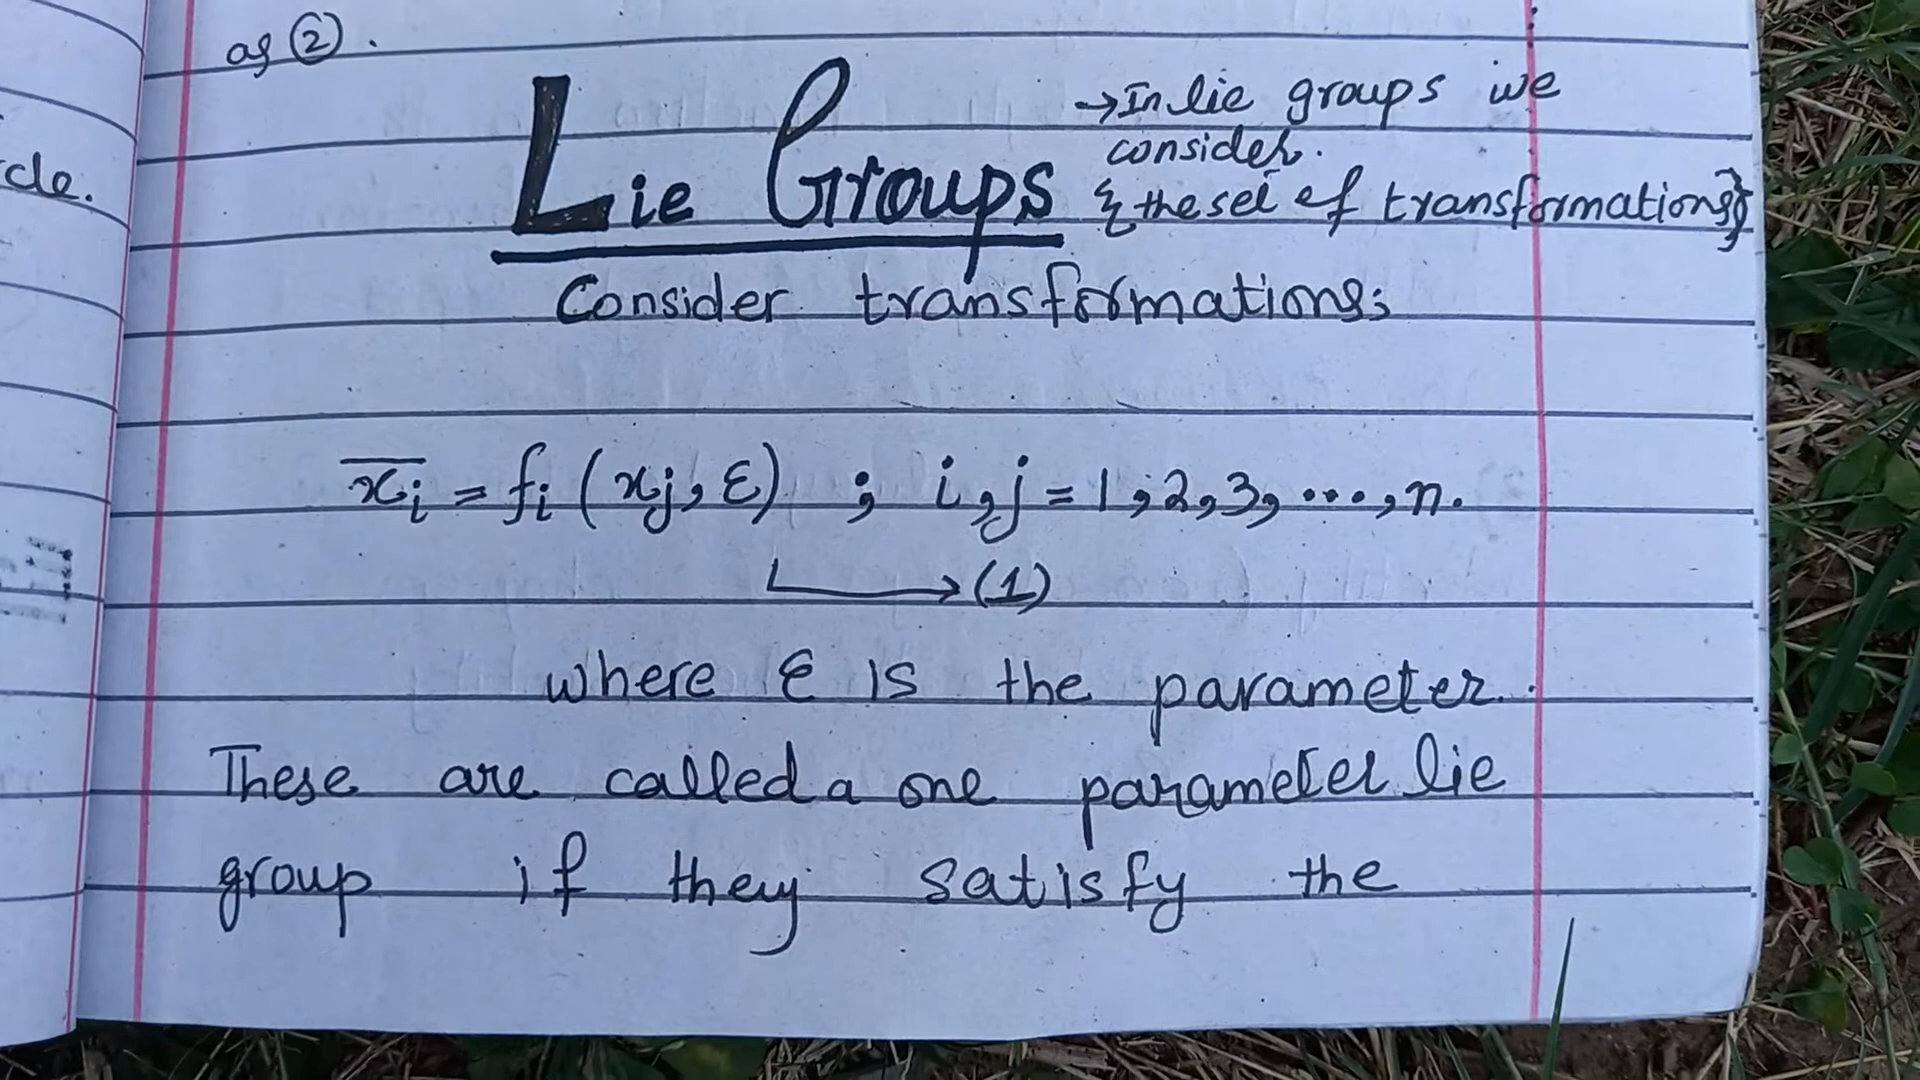 cle.
as ②.
Lie Groups
→In lie groups we
consider.
{ the set of transformations}
Consider transformations:
x̅i = fi (xj, ε) ; i,j = 1,2,3, ..., n.
↳ (1)
where ε is the parameter.
These are called a one parameter lie
group if they satisfy the